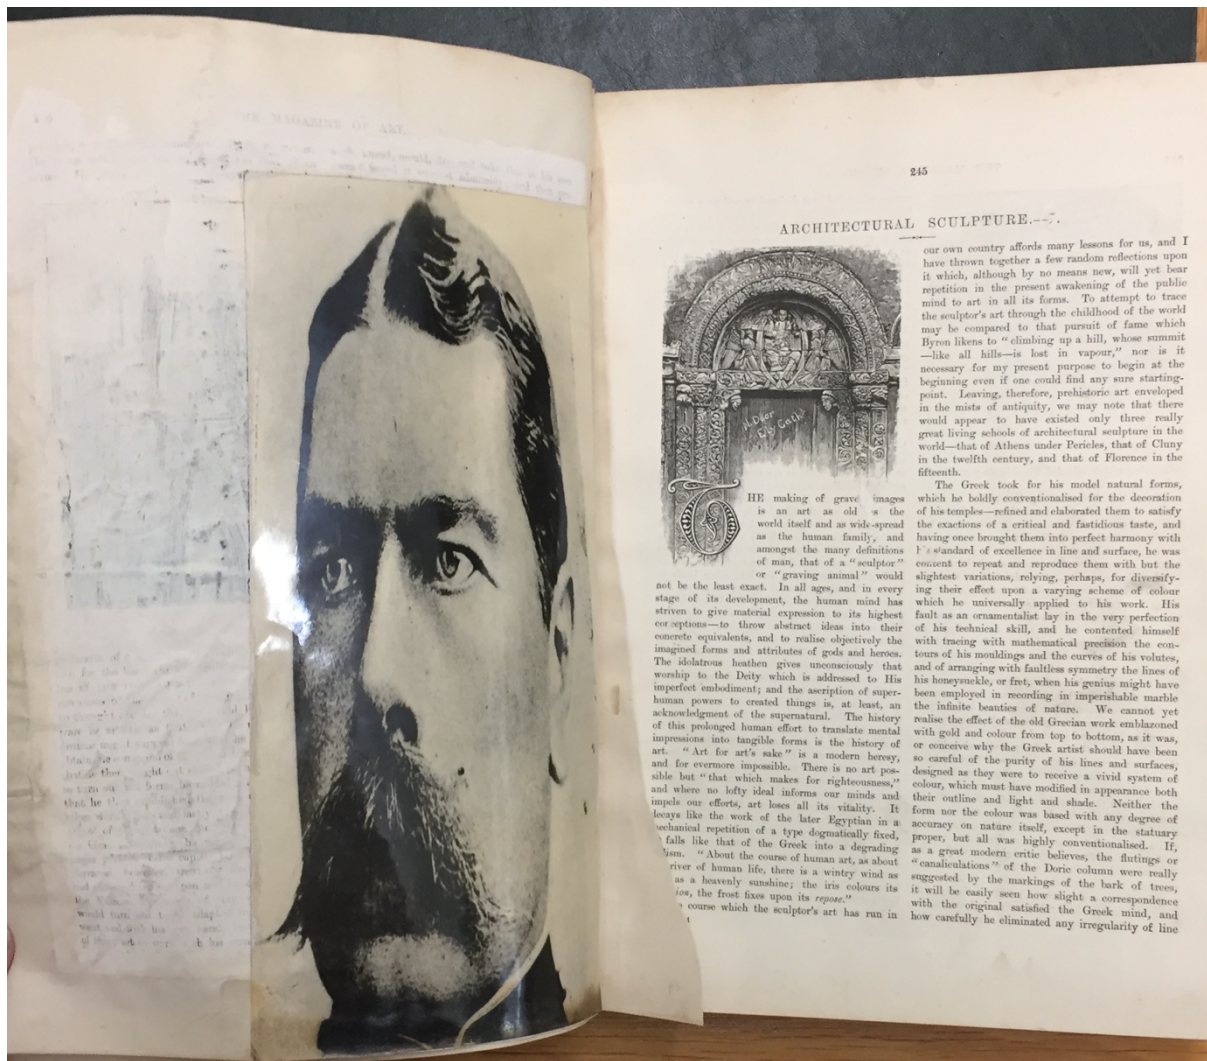 THE MAGAZINE OF ART.
245
ARCHITECTURAL SCULPTURE.
N. Door
Ely Cath.
THE making of grave images
is an art as old as the
world itself and as wide-spread
as the human family, and
amongst the many definitions
of man, that of a "sculptor"
or "graving animal" would
not be the least exact. In all ages, and in every
stage of its development, the human mind has
striven to give material expression to its highest
conceptions—to throw abstract ideas into their
concrete equivalents, and to realise objectively the
imagined forms and attributes of gods and heroes.
The idolatrous heathen gives unconsciously that
worship to the Deity which is addressed to His
imperfect embodiment; and the ascription of super-
human powers to created things is, at least, an
acknowledgment of the supernatural. The history
of this prolonged human effort to translate mental
impressions into tangible forms is the history of
art. "Art for art's sake" is a modern heresy,
and for evermore impossible. There is no art pos-
sible but "that which makes for righteousness,"
and where no lofty ideal informs our minds and
impels our efforts, art loses all its vitality. It
decays like the work of the later Egyptian in a
mechanical repetition of a type dogmatically fixed,
falls like that of the Greek into a degrading
"About the course of human art, as about
river of human life, there is a wintry wind as
as a heavenly sunshine; the iris colours its
the frost fixes upon its repose."
course which the sculptor's art has run in
our own country affords many lessons for us, and I
have thrown together a few random reflections upon
it which, although by no means new, will yet bear
repetition in the present awakening of the public
mind to art in all its forms. To attempt to trace
the sculptor's art through the childhood of the world
may be compared to that pursuit of fame which
Byron likens to "climbing up a hill, whose summit
—like all hills—is lost in vapour," nor is it
necessary for my present purpose to begin at the
beginning even if one could find any sure starting-
point. Leaving, therefore, prehistoric art enveloped
in the mists of antiquity, we may note that there
would appear to have existed only three really
great living schools of architectural sculpture in the
world—that of Athens under Pericles, that of Cluny
in the twelfth century, and that of Florence in the
fifteenth.
The Greek took for his model natural forms,
which he boldly conventionalised for the decoration
of his temples—refined and elaborated them to satisfy
the exactions of a critical and fastidious taste, and
having once brought them into perfect harmony with
standard of excellence in line and surface, he was
content to repeat and reproduce them with but the
slightest variations, relying, perhaps, for diversify-
ing their effect upon a varying scheme of colour
which he universally applied to his work. His
fault as an ornamentalist lay in the very perfection
of his technical skill, and he contented himself
with tracing with mathematical precision the con-
tours of his mouldings and the curves of his volutes,
and of arranging with faultless symmetry the lines of
his honeysuckle, or fret, when his genius might have
been employed in recording in imperishable marble
the infinite beauties of nature. We cannot yet
realise the effect of the old Grecian work emblazoned
with gold and colour from top to bottom, as it was,
or conceive why the Greek artist should have been
so careful of the purity of his lines and surfaces,
designed as they were to receive a vivid system of
colour, which must have modified in appearance both
their outline and light and shade. Neither the
form nor the colour was based with any degree of
accuracy on nature itself, except in the statuary
proper, but all was highly conventionalised. If,
as a great modern critic believes, the flutings or
"canaliculations" of the Doric column were really
suggested by the markings of the bark of trees,
it will be easily seen how slight a correspondence
with the original satisfied the Greek mind, and
how carefully he eliminated any irregularity of line